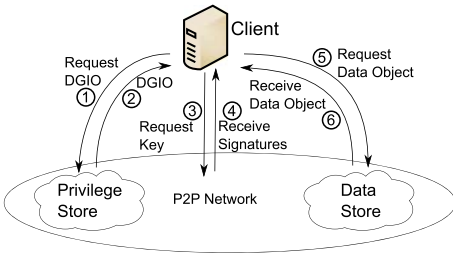 Client
Request
DGIO
1
2
DGIO
3
Request
Key
4
Receive
Signatures
5
Request
Data Object
Receive
Data Object
6
Privilege
Store
P2P Network
Data
Store